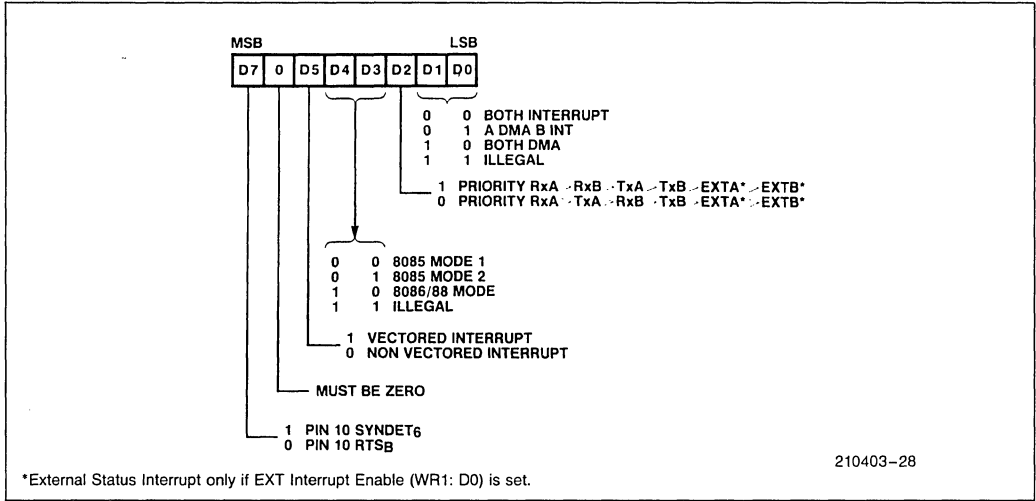 MSB LSB
D7 0 D5 D4 D3 D2 D1 D0
0 0 BOTH INTERRUPT
0 1 A DMA B INT
1 0 BOTH DMA
1 1 ILLEGAL
1 PRIORITY RxA > RxB > TxA > TxB > EXTA* > EXTB*
0 PRIORITY RxA > TxA > RxB > TxB > EXTA* > EXTB*
0 0 8085 MODE 1
0 1 8085 MODE 2
1 0 8086/88 MODE
1 1 ILLEGAL
1 VECTORED INTERRUPT
0 NON VECTORED INTERRUPT
MUST BE ZERO
1 PIN 10 SYNDET6
0 PIN 10 RTSB
210403–28
*External Status Interrupt only if EXT Interrupt Enable (WR1: D0) is set.